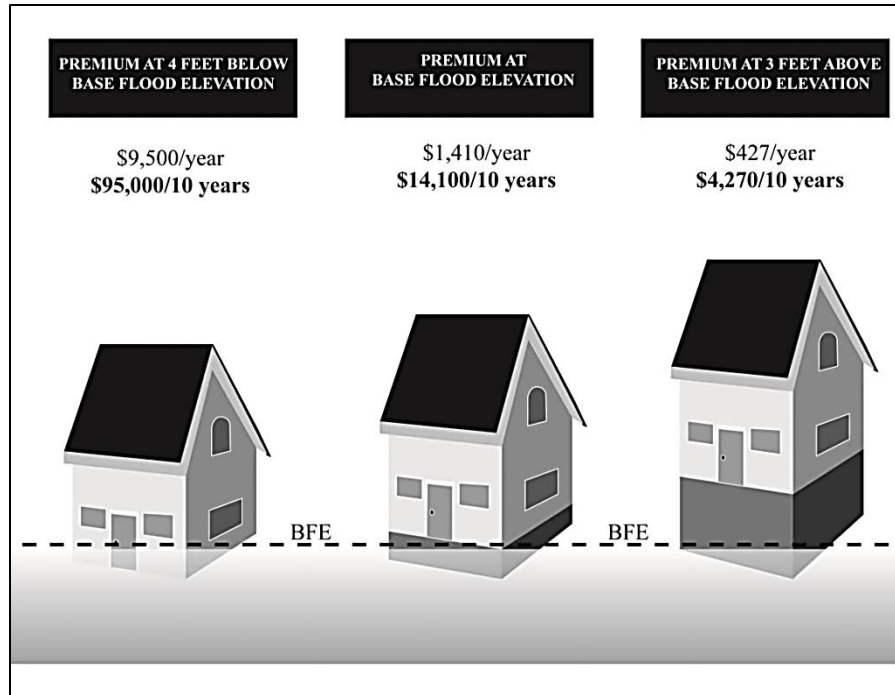 PREMIUM AT 4 FEET BELOW
BASE FLOOD ELEVATION
$9,500/year
$95,000/10 years
PREMIUM AT
BASE FLOOD ELEVATION
$1,410/year
$14,100/10 years
PREMIUM AT 3 FEET ABOVE
BASE FLOOD ELEVATION
$427/year
$4,270/10 years
BFE
BFE